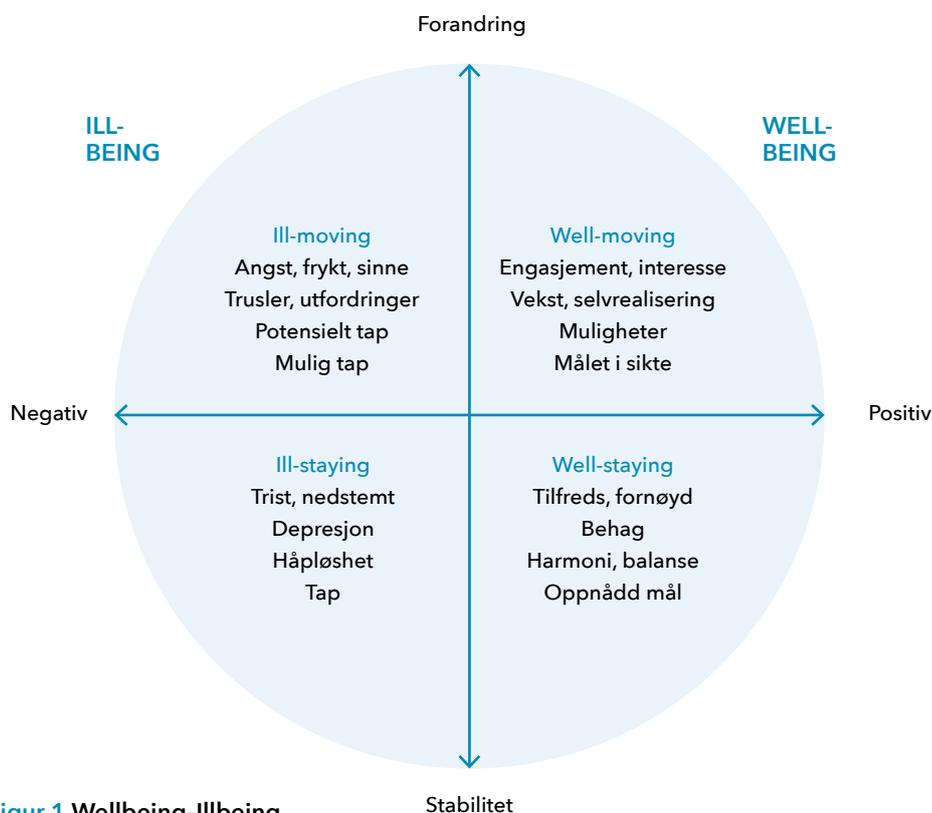 Forandring
ILL-
BEING
WELL-
BEING
Ill-moving
Angst, frykt, sinne
Trusler, utfordringer
Potensielt tap
Mulig tap
Well-moving
Engasjement, interesse
Vekst, selvrealisering
Muligheter
Målet i sikte
Negativ
Positiv
Ill-staying
Trist, nedstemt
Depresjon
Håpløshet
Tap
Well-staying
Tilfreds, fornøyd
Behag
Harmoni, balanse
Oppnådd mål
Stabilitet
igur 1 Wellbeing-Illbeing